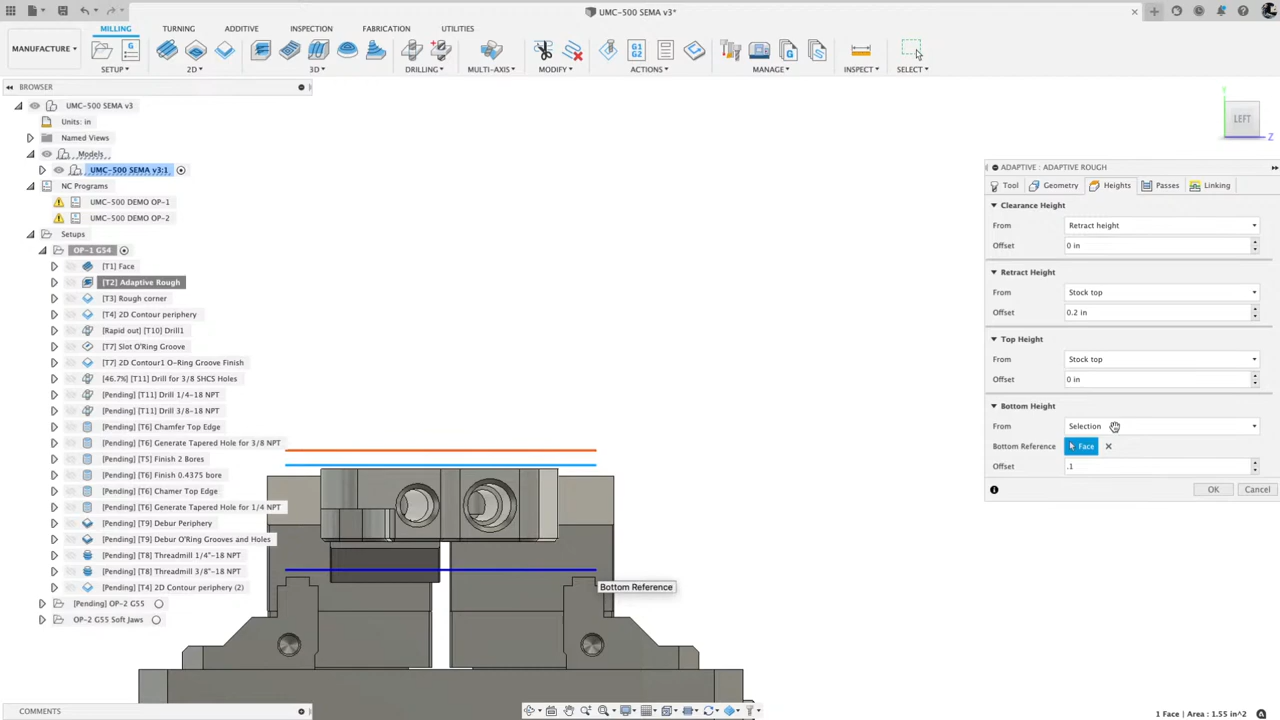 UMC-500 SEMA v3*
MANUFACTURE
MILLING
TURNING
ADDITIVE
INSPECTION
FABRICATION
UTILITIES
G1
G2
SETUP
2D
3D
DRILLING
MULTI-AXIS
MODIFY
ACTIONS
MANAGE
INSPECT
SELECT
BROWSER
UMC-500 SEMA v3
Units: in
Named Views
Models
UMC-500 SEMA v3:1
NC Programs
UMC-500 DEMO OP-1
UMC-500 DEMO OP-2
Setups
OP-1 G54
[T1] Face
[T2] Adaptive Rough
[T3] Rough corner
[T4] 2D Contour periphery
[Rapid out] [T10] Drill1
[T7] Slot O'Ring Groove
[T7] 2D Contour1 O-Ring Groove Finish
[46.7%] [T11] Drill for 3/8 SHCS Holes
[Pending] [T11] Drill 1/4-18 NPT
[Pending] [T11] Drill 3/8-18 NPT
[Pending] [T6] Chamfer Top Edge
[Pending] [T6] Generate Tapered Hole for 3/8 NPT
[Pending] [T5] Finish 2 Bores
[Pending] [T6] Finish 0.4375 bore
[Pending] [T6] Chamer Top Edge
[Pending] [T6] Generate Tapered Hole for 1/4 NPT
[Pending] [T9] Debur Periphery
[Pending] [T9] Debur O'Ring Grooves and Holes
[Pending] [T8] Threadmill 1/4"-18 NPT
[Pending] [T8] Threadmill 3/8"-18 NPT
[Pending] [T4] 2D Contour periphery (2)
[Pending] OP-2 G55
OP-2 G55 Soft Jaws
COMMENTS
Bottom Reference
Y
LEFT
Z
ADAPTIVE : ADAPTIVE ROUGH
Tool
Geometry
Heights
Passes
Linking
Clearance Height
From Retract height
Offset 0 in
Retract Height
From Stock top
Offset 0.2 in
Top Height
From Stock top
Offset 0 in
Bottom Height
From Selection
Bottom Reference Face
Offset .1
OK
Cancel
1 Face | Area : 1.55 in^2